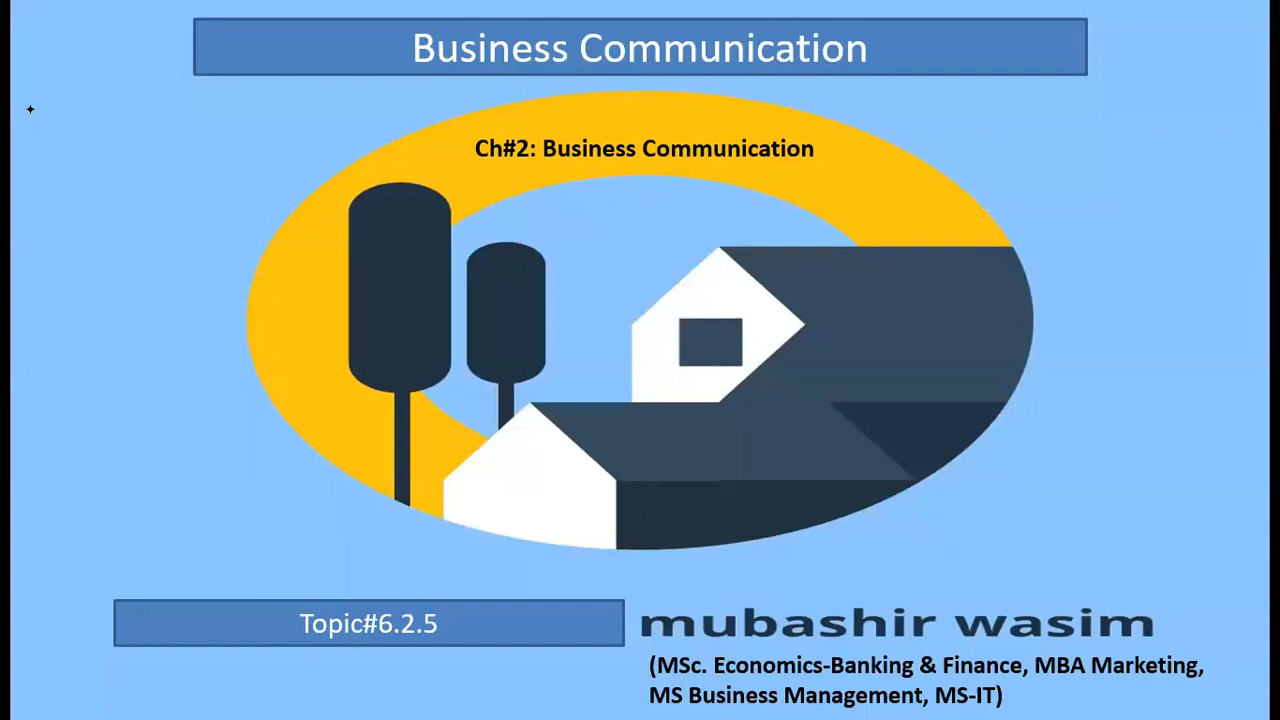 Business Communication
Ch#2: Business Communication
Topic#6.2.5
mubashir wasim
(MSc. Economics-Banking & Finance, MBA Marketing,
MS Business Management, MS-IT)